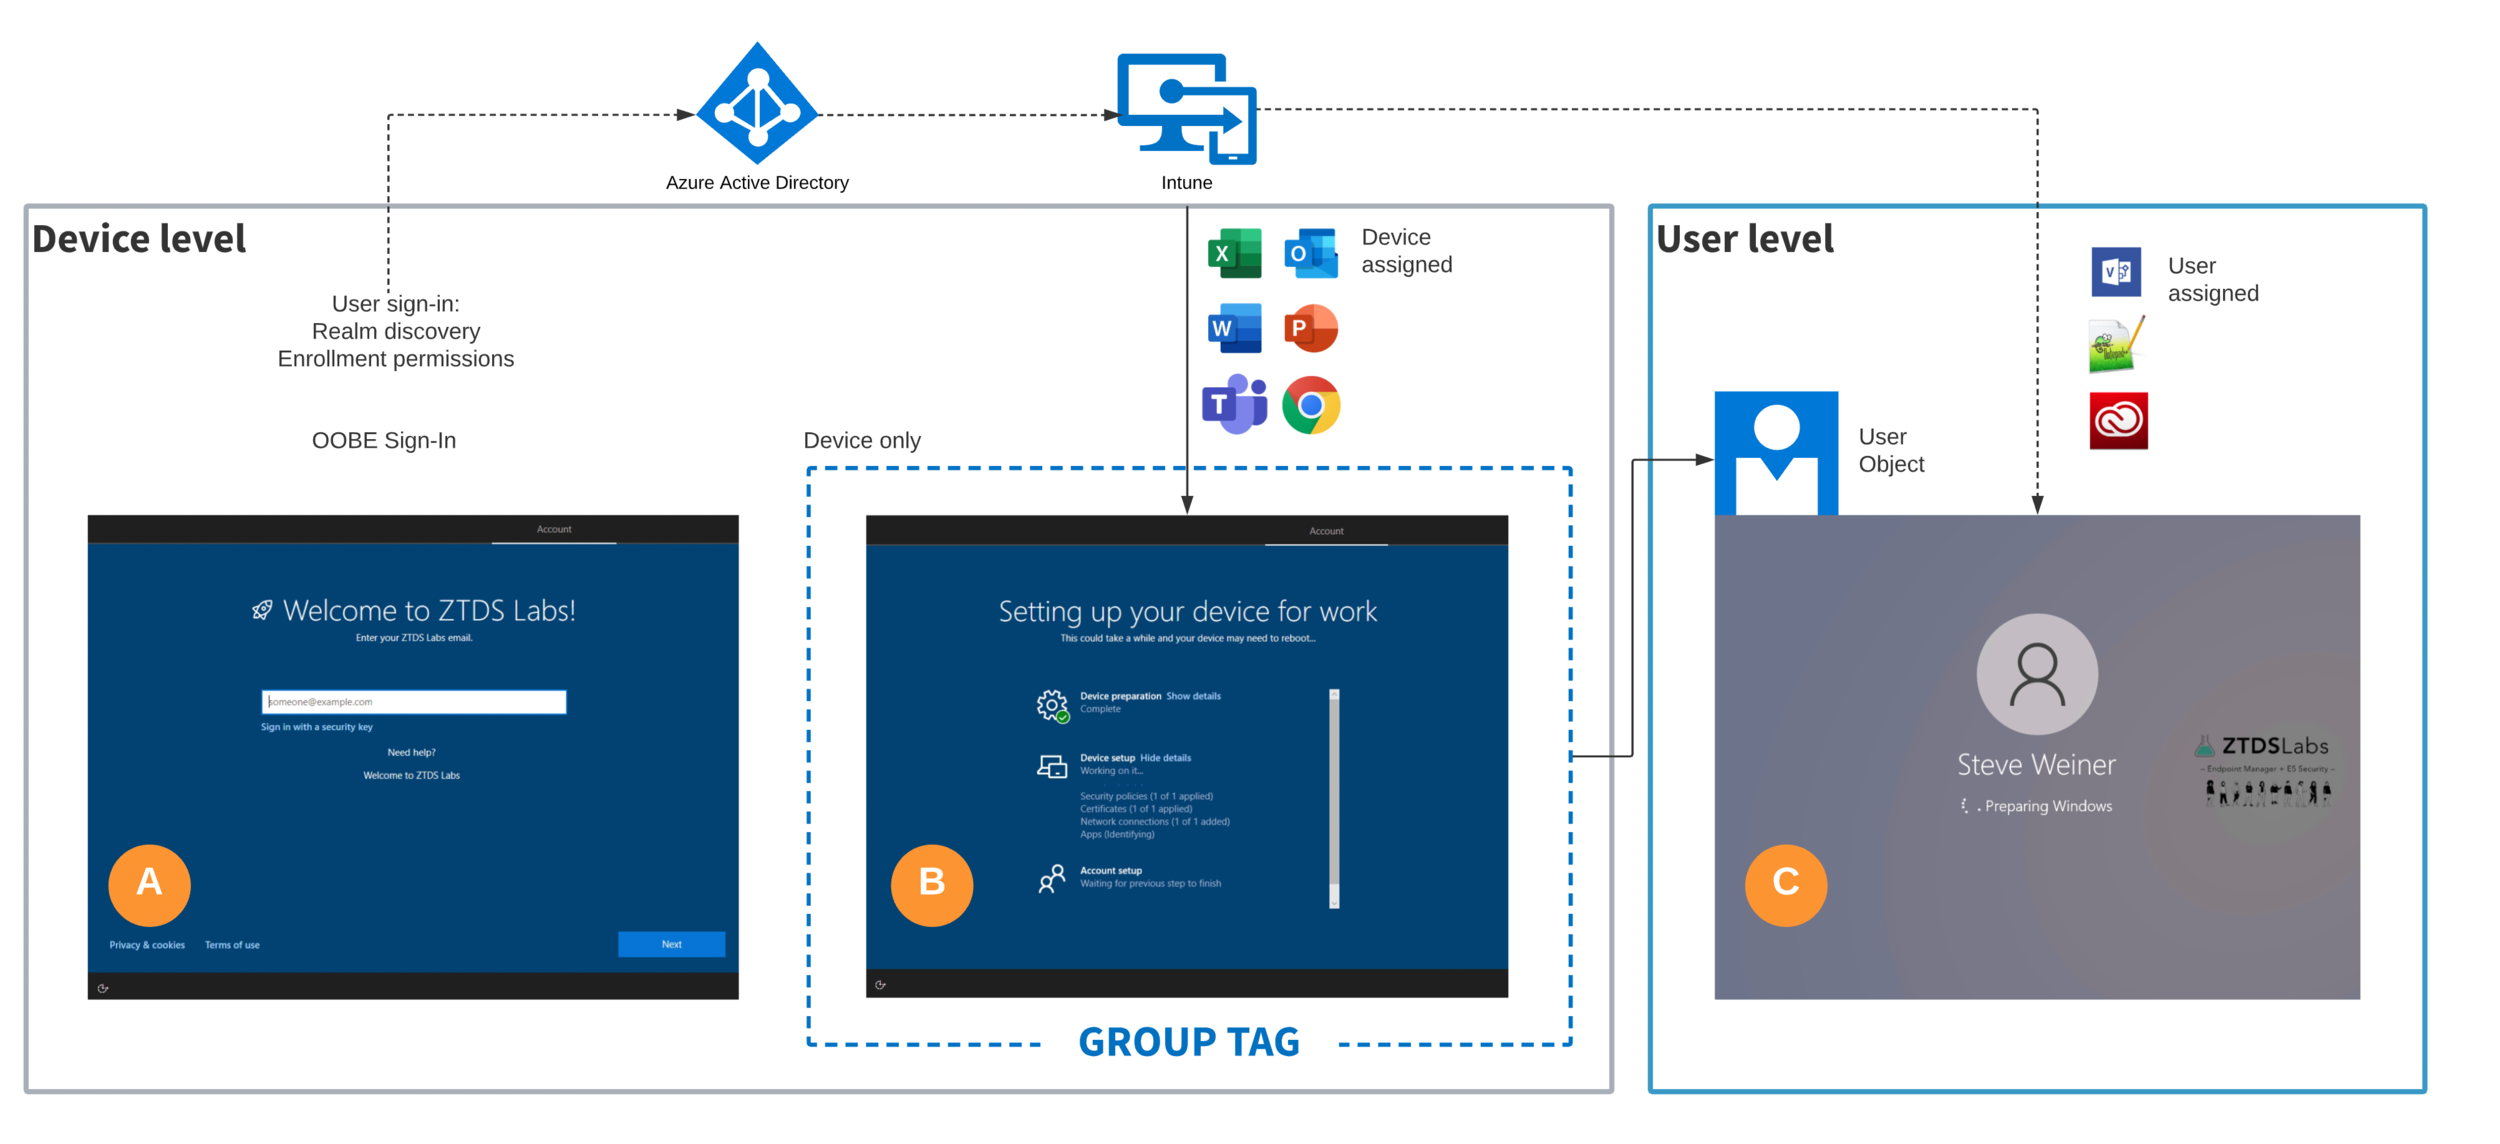 Azure Active Directory
Intune
Device level
User sign-in:
Realm discovery
Enrollment permissions
OOBE Sign-In
Device only
Device
assigned
X
O
W
P
T
Account
Welcome to ZTDS Labs!
Enter your ZTDS Labs email.
someone@example.com
Sign in with a security key
Need help?
Welcome to ZTDS Labs
A
Privacy & cookies
Terms of use
Next
Account
Setting up your device for work
This could take a while and your device may need to reboot...
Device preparation Show details
Complete
Device setup Hide details
Working on it...
Security policies (1 of 1 applied)
Certificates (1 of 1 applied)
Network connections (1 of 1 added)
Apps (Identifying)
Account setup
Waiting for previous step to finish
B
GROUP TAG
User level
V
User
assigned
User
Object
Steve Weiner
Preparing Windows
ZTDSLabs
- Endpoint Manager + ES Security -
C